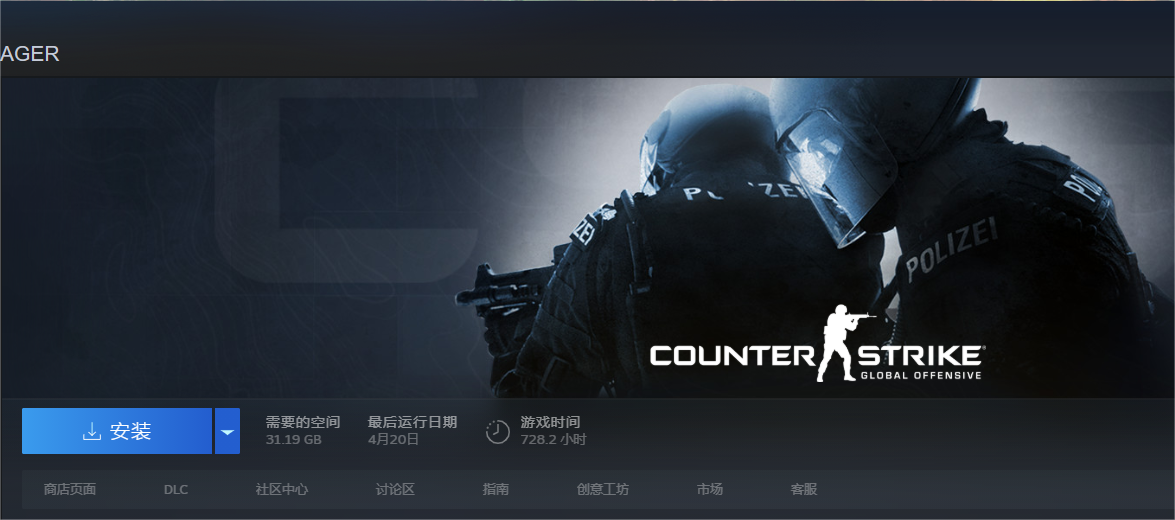 AGER
POLIZEI
POLIZEI
COUNTER STRIKE
GLOBAL OFFENSIVE
安装
需要的空间
31.19 GB
最后运行日期
4月20日
游戏时间
728.2 小时
商店页面
DLC
社区中心
讨论区
指南
创意工坊
市场
客服